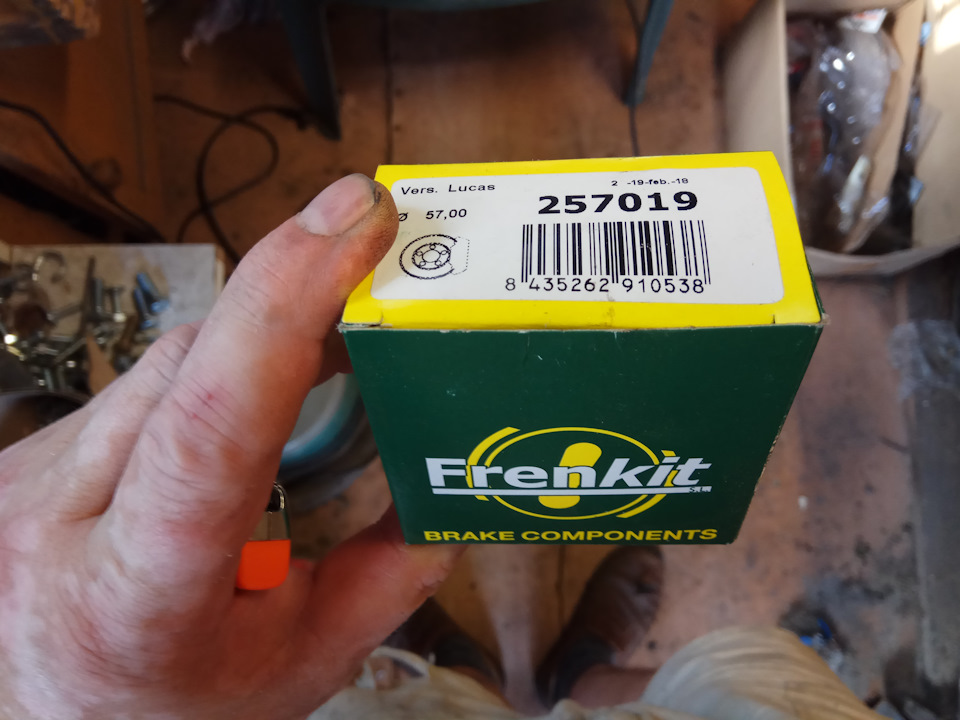 Vers. Lucas
2 -19-feb.-18
ø 57,00
257019
8 435262 910538
Frenkit
S.L.
BRAKE COMPONENTS